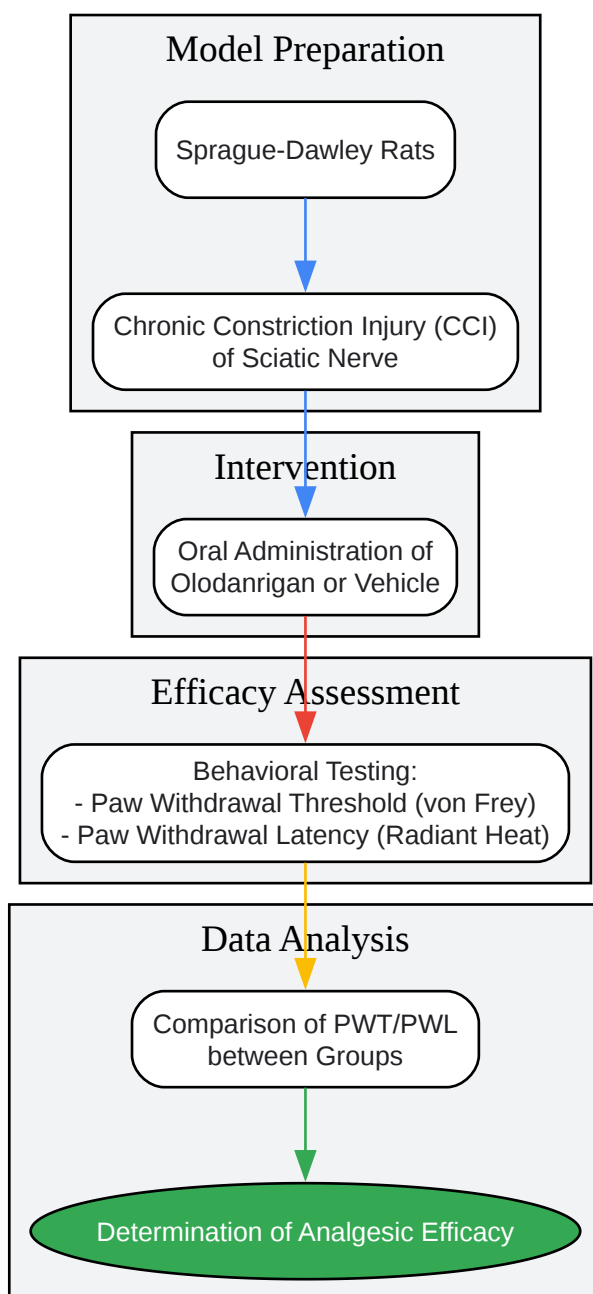 Model Preparation
Sprague-Dawley Rats
Chronic Constriction Injury (CCI)
of Sciatic Nerve
Intervention
Oral Administration of
Olodanrigan or Vehicle
Efficacy Assessment
Behavioral Testing:
- Paw Withdrawal Threshold (von Frey)
- Paw Withdrawal Latency (Radiant Heat)
Data Analysis
Comparison of PWT/PWL
between Groups
Determination of Analgesic Efficacy